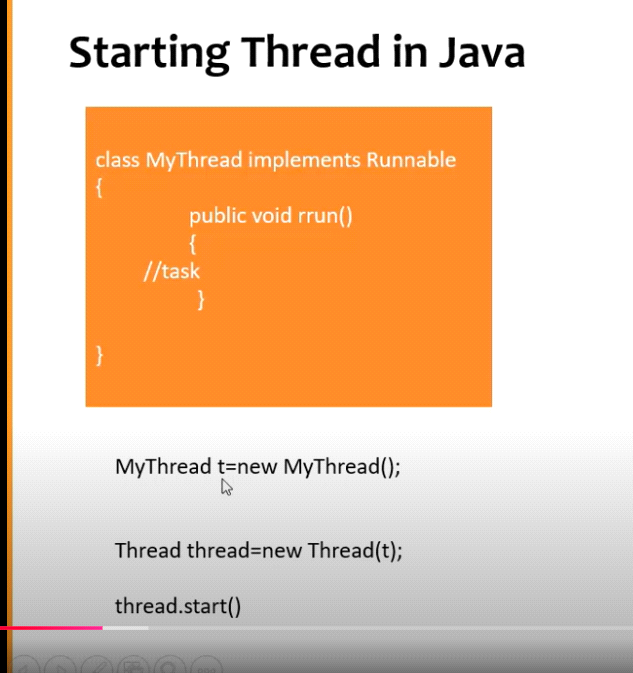 Starting Thread in Java
class MyThread implements Runnable
{
public void rrun()
{
//task
}
}
MyThread t=new MyThread();
Thread thread=new Thread(t);
thread.start()